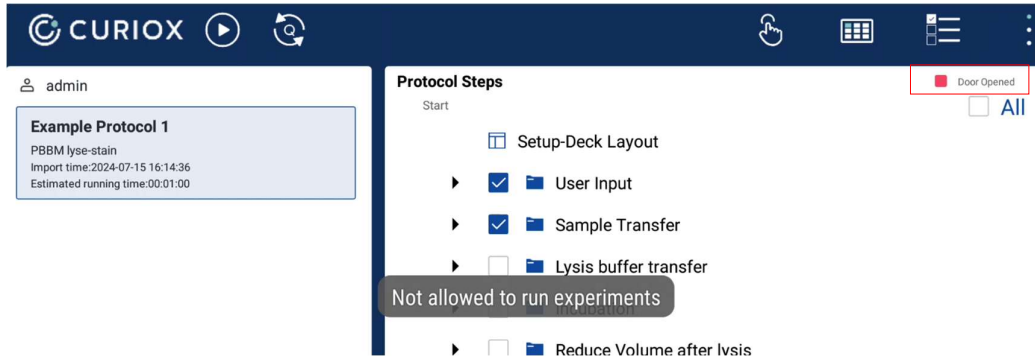 CURIOX
admin
Example Protocol 1
PBBM lyse-stain
Import time:2024-07-15 16:14:36
Estimated running time:00:01:00
Protocol Steps
Door Opened
Start
All
Setup-Deck Layout
User Input
Sample Transfer
Lysis buffer transfer
Not allowed to run experiments
Incubation
Reduce Volume after lysis